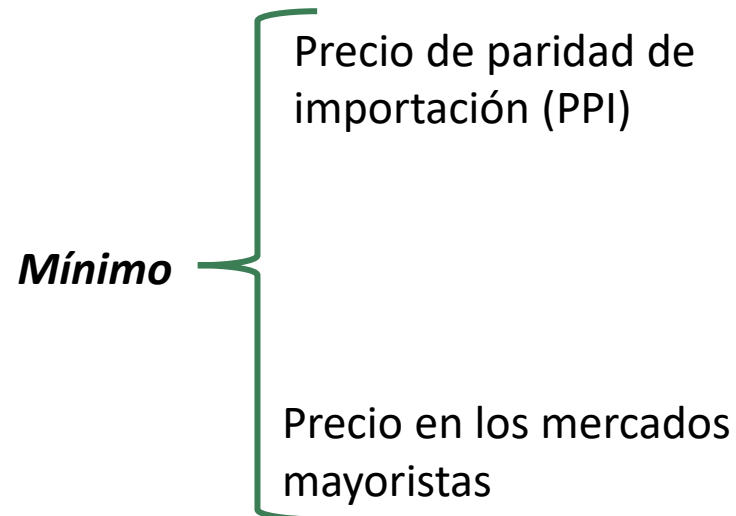 Precio de paridad de
importación (PPI)
Mínimo
Precio en los mercados
mayoristas